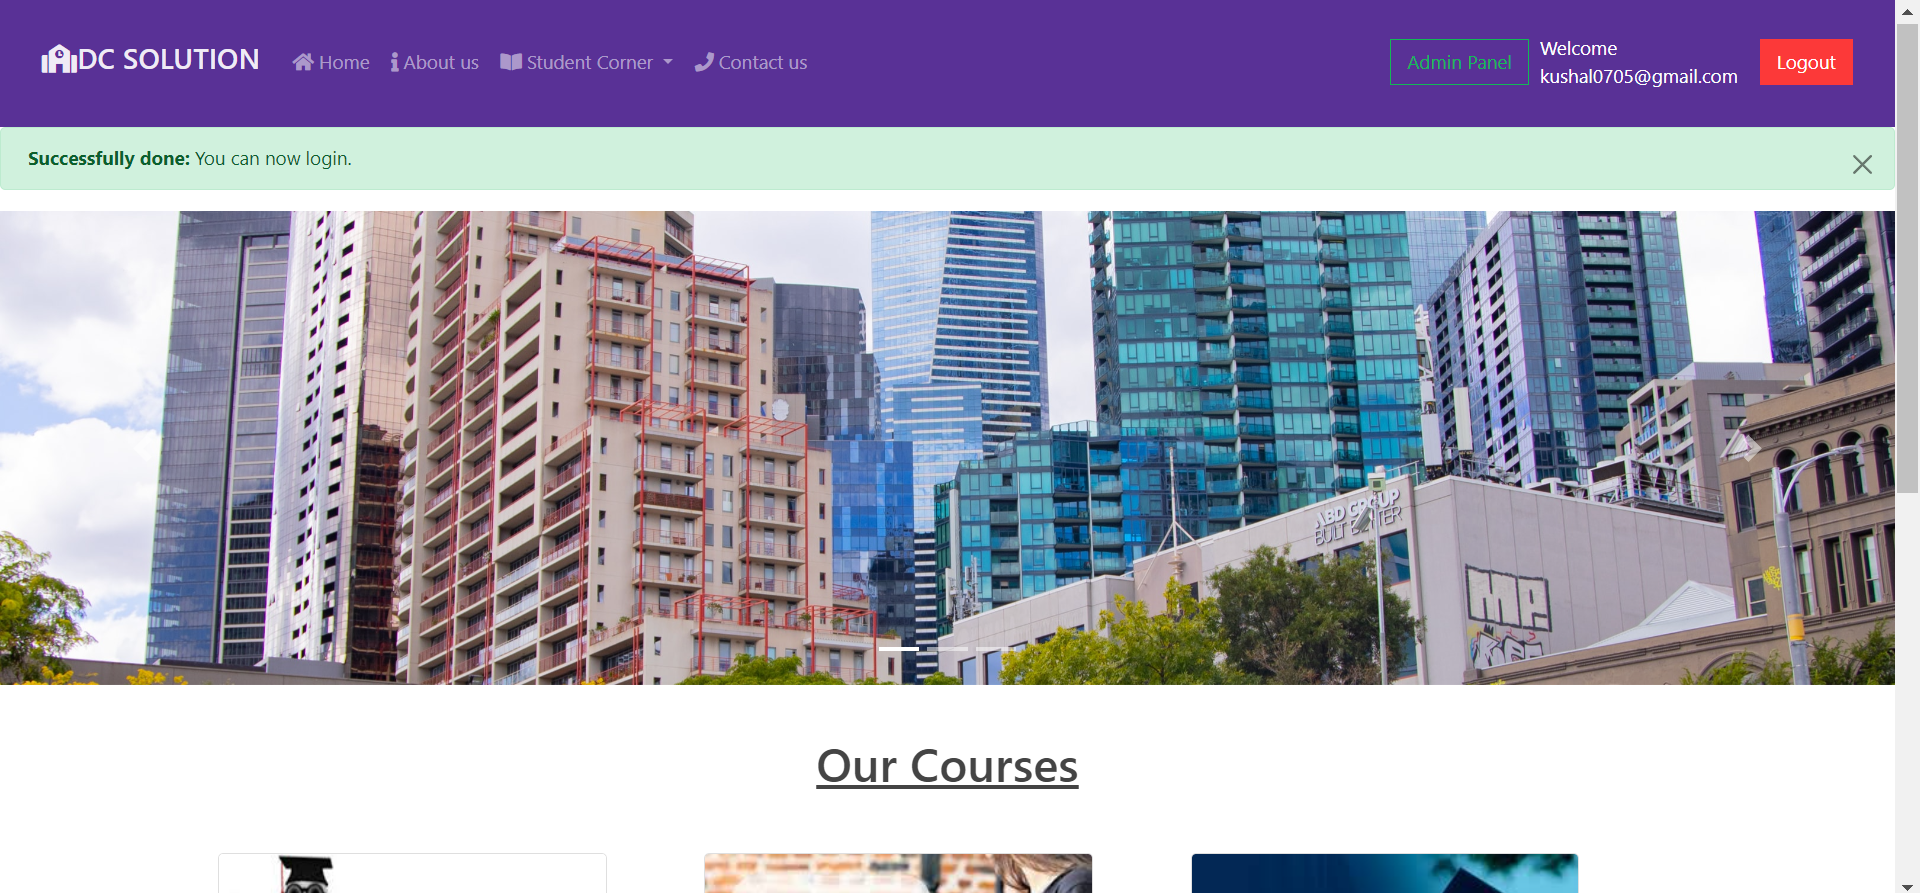 DC SOLUTION
Home
About us
Student Corner
Contact us
Admin Panel
Welcome
kushal0705@gmail.com
Logout
Successfully done: You can now login.
ABD GROUP
BUILT BETTER
Our Courses